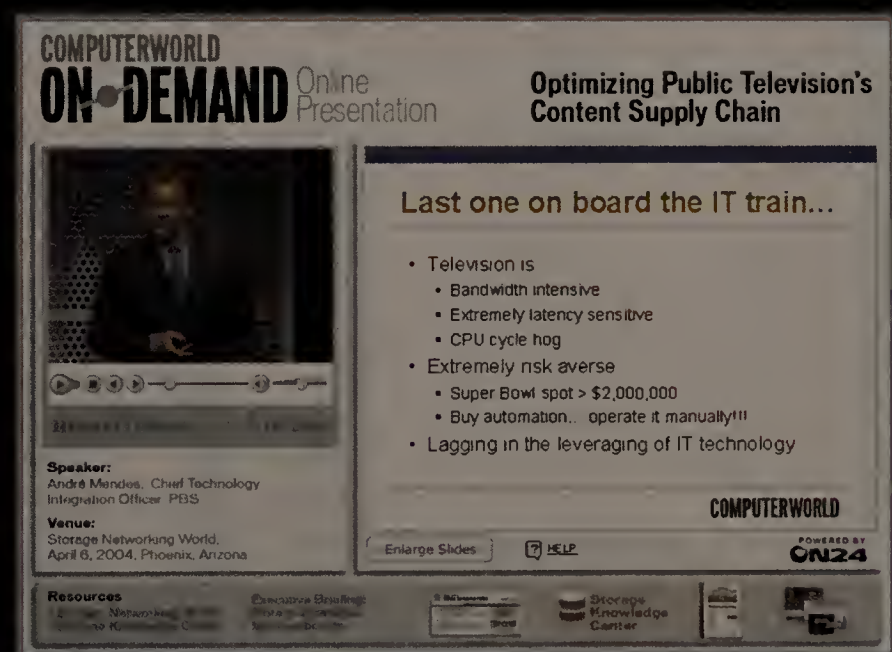 COMPUTERWORLD
ON DEMAND Online
Presentation
Optimizing Public Television's
Content Supply Chain
Last one on board the IT train...
• Television is
• Bandwidth intensive
• Extremely latency sensitive
• CPU cycle hog
• Extremely risk averse
• Super Bowl spot > $2,000,000
• Buy automation.. operate it manually!!!
• Lagging in the leveraging of IT technology
Speaker:
André Mendes, Chief Technology
Integration Officer PBS
Venue:
Storage Networking World,
April 6, 2004, Phoenix, Arizona
COMPUTERWORLD
Enlarge Slides
? HELP
POWERED BY
ON24
Resources
Executive Briefings
Networking
Storage
Knowledge
Center